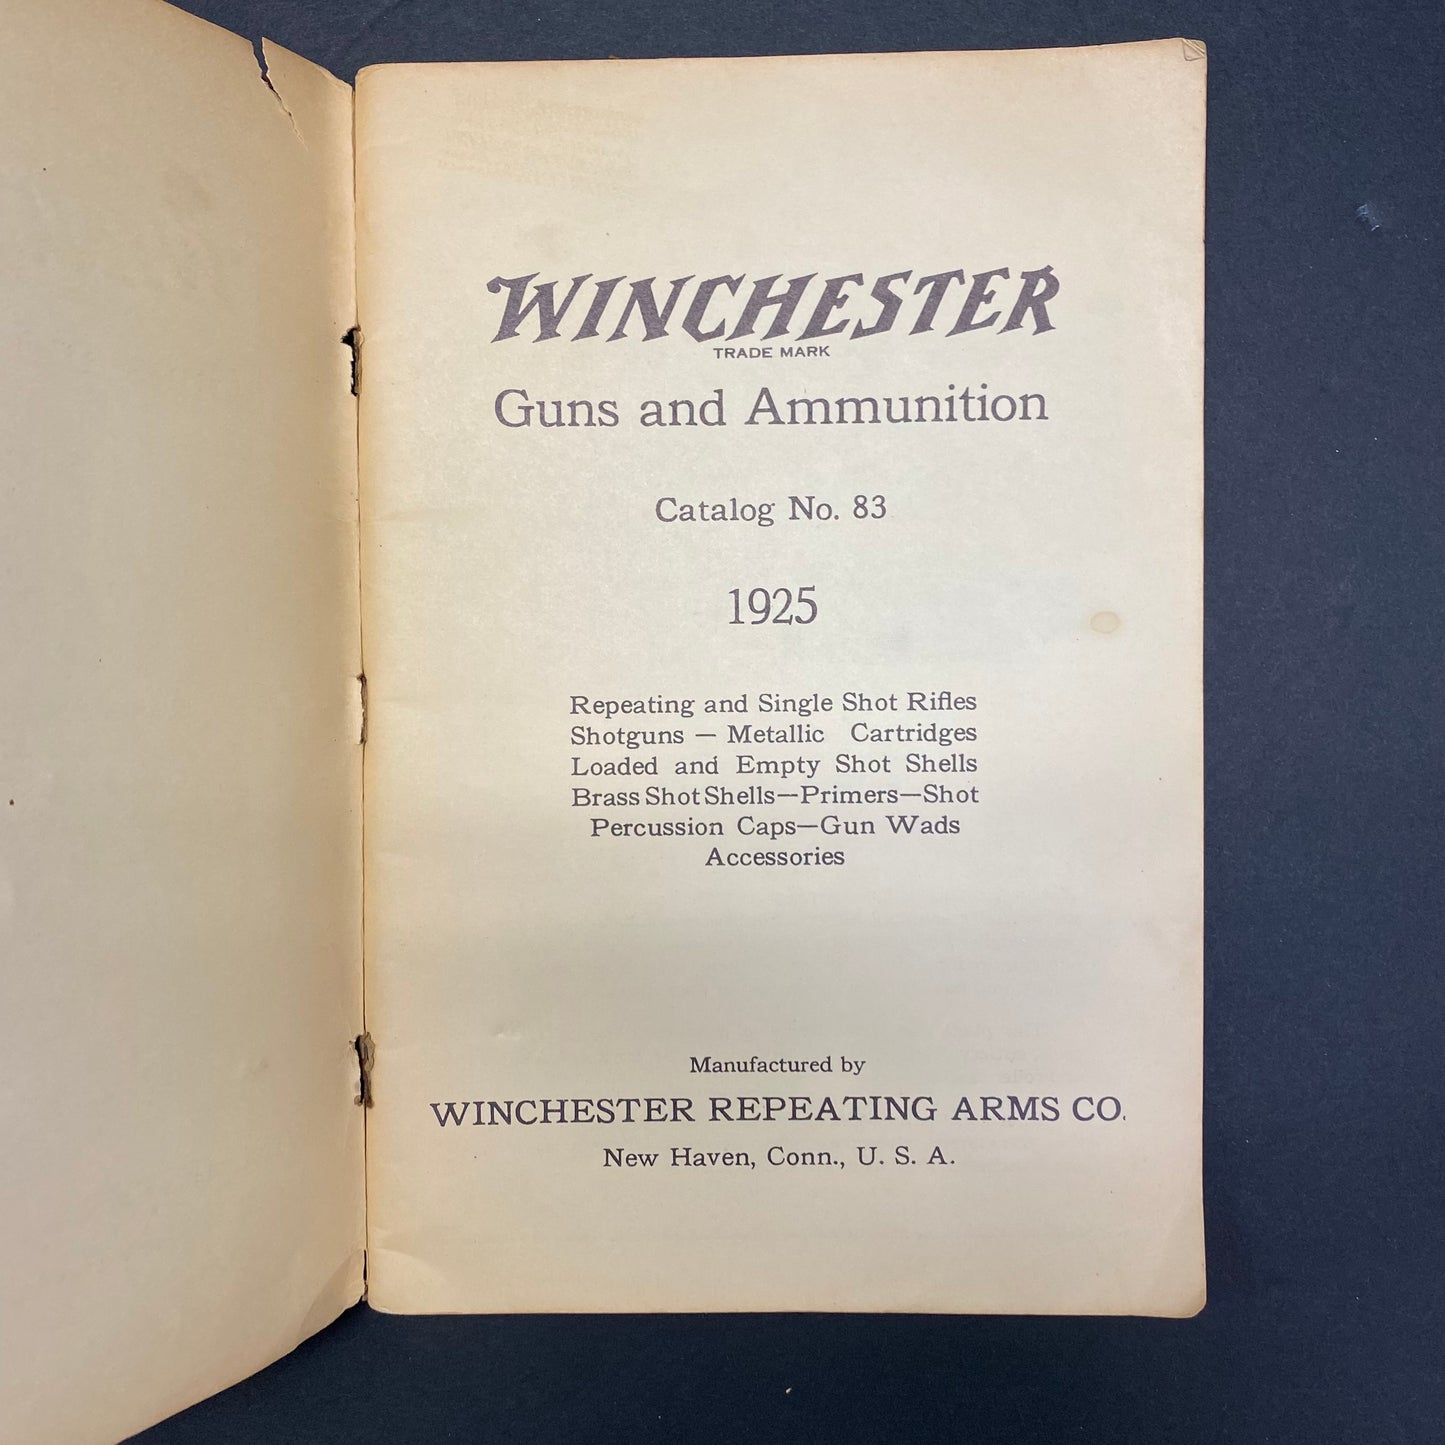 WINCHESTER
TRADE MARK
Guns and Ammunition
Catalog No. 83
1925
Repeating and Single Shot Rifles
Shotguns — Metallic Cartridges
Loaded and Empty Shot Shells
Brass Shot Shells—Primers—Shot
Percussion Caps—Gun Wads
Accessories
Manufactured by
WINCHESTER REPEATING ARMS CO.
New Haven, Conn., U. S. A.